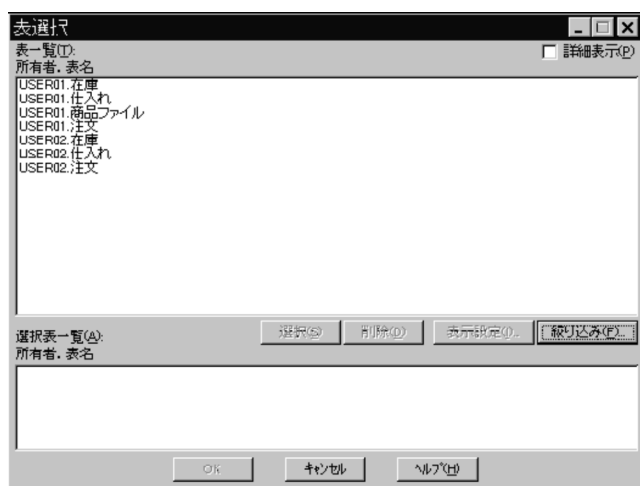 表選択
表一覧(T):
詳細表示(P)
所有者.表名
USER01.在庫
USER01.仕入れ
USER01.商品ファイル
USER01.注文
USER02.在庫
USER02.仕入れ
USER02.注文
選択(S) 削除(D) 表示設定(I)... 絞り込み(F)...
選択表一覧(A):
所有者.表名
OK キャンセル ヘルプ(H)